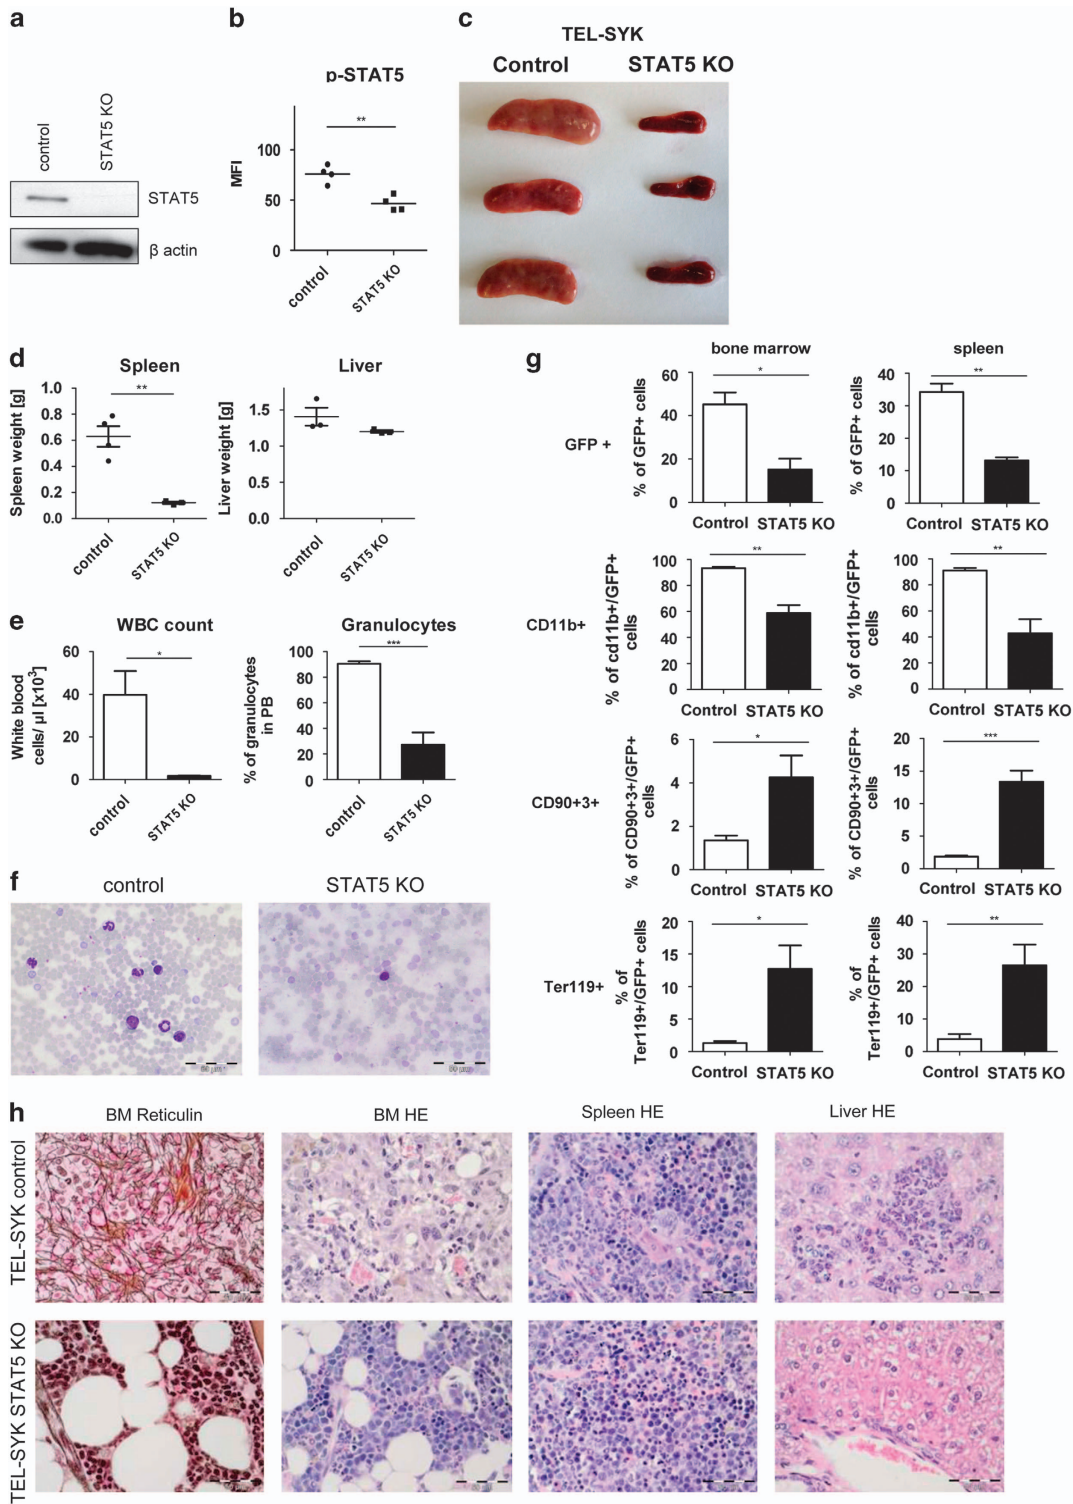 a
control
STAT5 KO
STAT5
β actin
b
p-STAT5
**
MFI
100
50
0
control
STAT5 KO
c
TEL-SYK
Control STAT5 KO
d
Spleen
**
Spleen weight [g]
1.0
0.8
0.6
0.4
0.2
0.0
control
STAT5 KO
Liver
Liver weight [g]
1.5
1.0
0.5
0.0
control
STAT5 KO
e
WBC count
*
White blood
cells/ µl [x10³]
60
40
20
0
control
STAT5 KO
Granulocytes
***
% of granulocytes
in PB
100
80
60
40
20
0
control
STAT5 KO
f
control
STAT5 KO
g
bone marrow
spleen
GFP +
% of GFP+ cells
60
40
20
0
*
Control STAT5 KO
% of GFP+ cells
40
30
20
10
0
**
Control STAT5 KO
CD11b+
% of cd11b+/GFP+
cells
100
80
60
40
20
0
**
Control STAT5 KO
% of cd11b+/GFP+
cells
100
80
60
40
20
0
**
Control STAT5 KO
CD90+3+
% of CD90+3+/GFP+
cells
6
4
2
0
*
Control STAT5 KO
% of CD90+3+/GFP+
cells
20
15
10
5
0
***
Control STAT5 KO
Ter119+
% of
Ter119+/GFP+ cells
20
15
10
5
0
*
Control STAT5 KO
% of
Ter119+/GFP+ cells
40
30
20
10
0
**
Control STAT5 KO
h
BM Reticulin
BM HE
Spleen HE
Liver HE
TEL-SYK control
TEL-SYK STAT5 KO